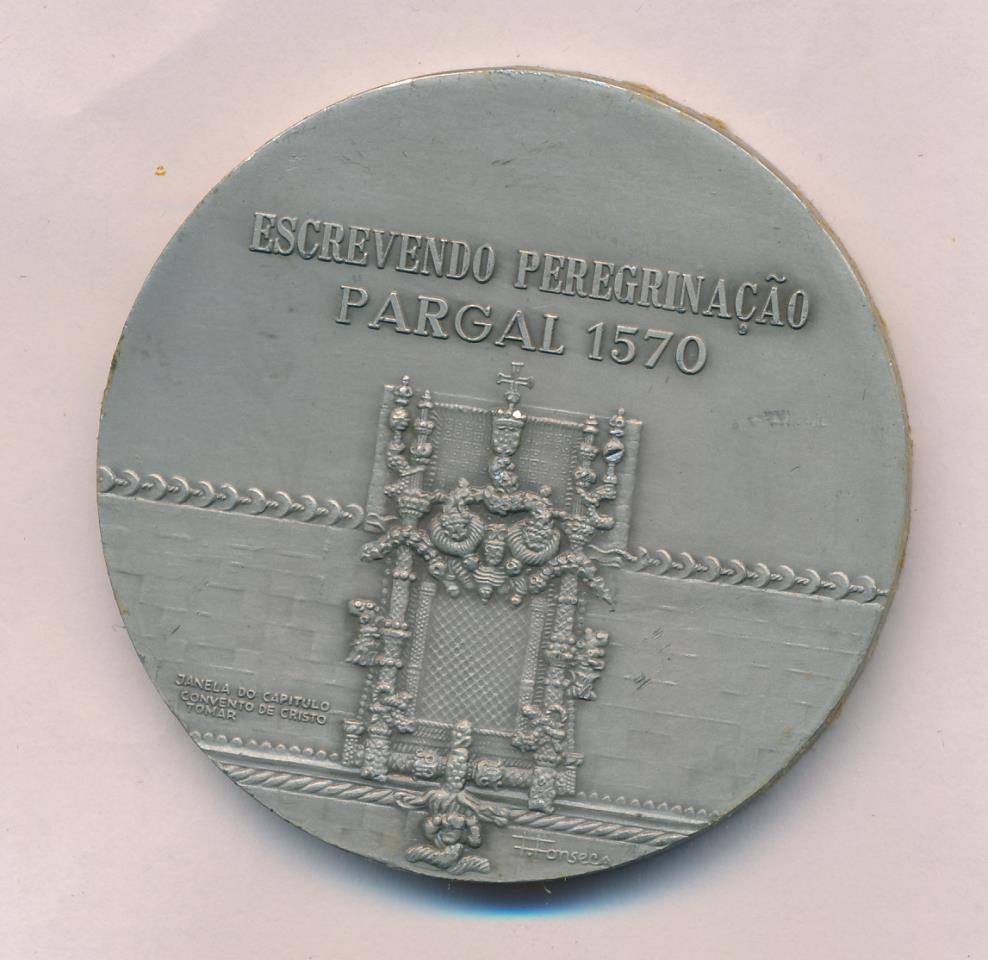 ESCREVENDO PEREGRINAÇÃO
PARGAL 1570
JANELA DO CAPITULO
CONVENTO DE CRISTO
TOMAR
Fonseca